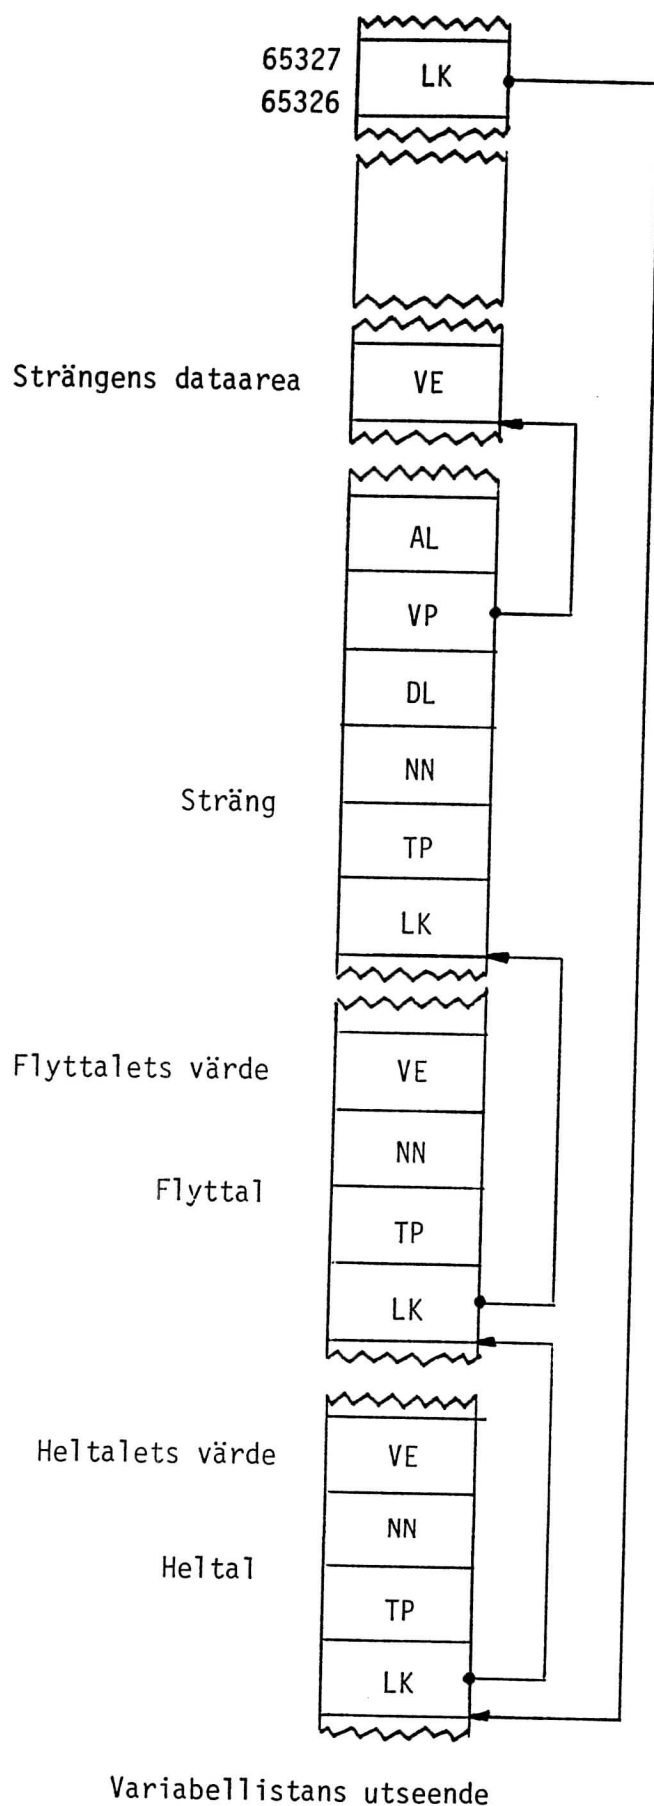 65327
LK
65326
Strängens dataarea
VE
AL
VP
DL
NN
Sträng
TP
LK
Flyttalets värde
VE
NN
Flyttal
TP
LK
Heltalets värde
VE
NN
Heltal
TP
LK
Variabellistans utseende